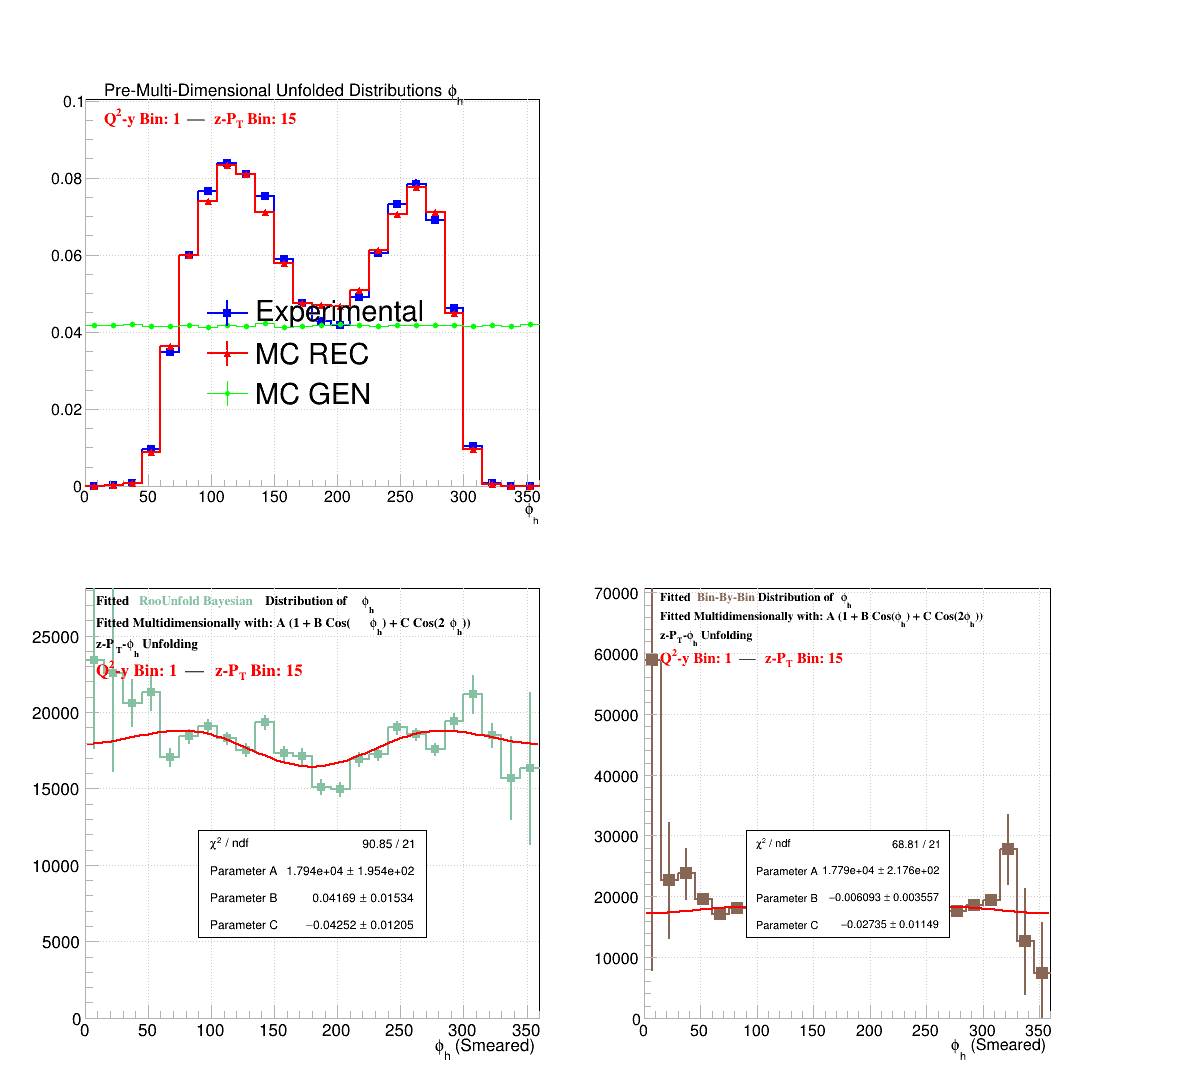 Pre-Multi-Dimensional Unfolded Distributions ϕh
Q2-y Bin: 1 — z-PT Bin: 15
0.1
0.08
0.06
0.04
0.02
0
Experimental
MC REC
MC GEN
0 50 100 150 200 250 300 350
ϕh
Fitted RooUnfold Bayesian Distribution of ϕh
Fitted Multidimensionally with: A (1 + B Cos( ϕh) + C Cos(2 ϕh))
z-PT-ϕh Unfolding
Q2-y Bin: 1 — z-PT Bin: 15
25000
20000
15000
10000
5000
0
χ2 / ndf 90.85 / 21
Parameter A 1.794e+04 ± 1.954e+02
Parameter B 0.04169 ± 0.01534
Parameter C −0.04252 ± 0.01205
0 50 100 150 200 250 300 350
ϕh (Smeared)
Fitted Bin-By-Bin Distribution of ϕh
Fitted Multidimensionally with: A (1 + B Cos(ϕh) + C Cos(2ϕh))
z-PT-ϕh Unfolding
Q2-y Bin: 1 — z-PT Bin: 15
70000
60000
50000
40000
30000
20000
10000
0
χ2 / ndf 68.81 / 21
Parameter A 1.779e+04 ± 2.176e+02
Parameter B −0.006093 ± 0.003557
Parameter C −0.02735 ± 0.01149
0 50 100 150 200 250 300 350
ϕh (Smeared)